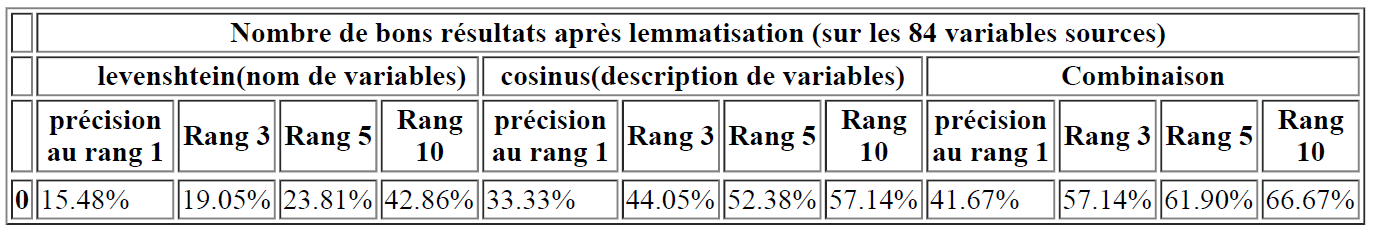 Nombre de bons résultats après lemmatisation (sur les 84 variables sources)
levenshtein(nom de variables) cosinus(description de variables) Combinaison
précision au rang 1 Rang 3 Rang 5 Rang 10 précision au rang 1 Rang 3 Rang 5 Rang 10 précision au rang 1 Rang 3 Rang 5 Rang 10
0 15.48% 19.05% 23.81% 42.86% 33.33% 44.05% 52.38% 57.14% 41.67% 57.14% 61.90% 66.67%